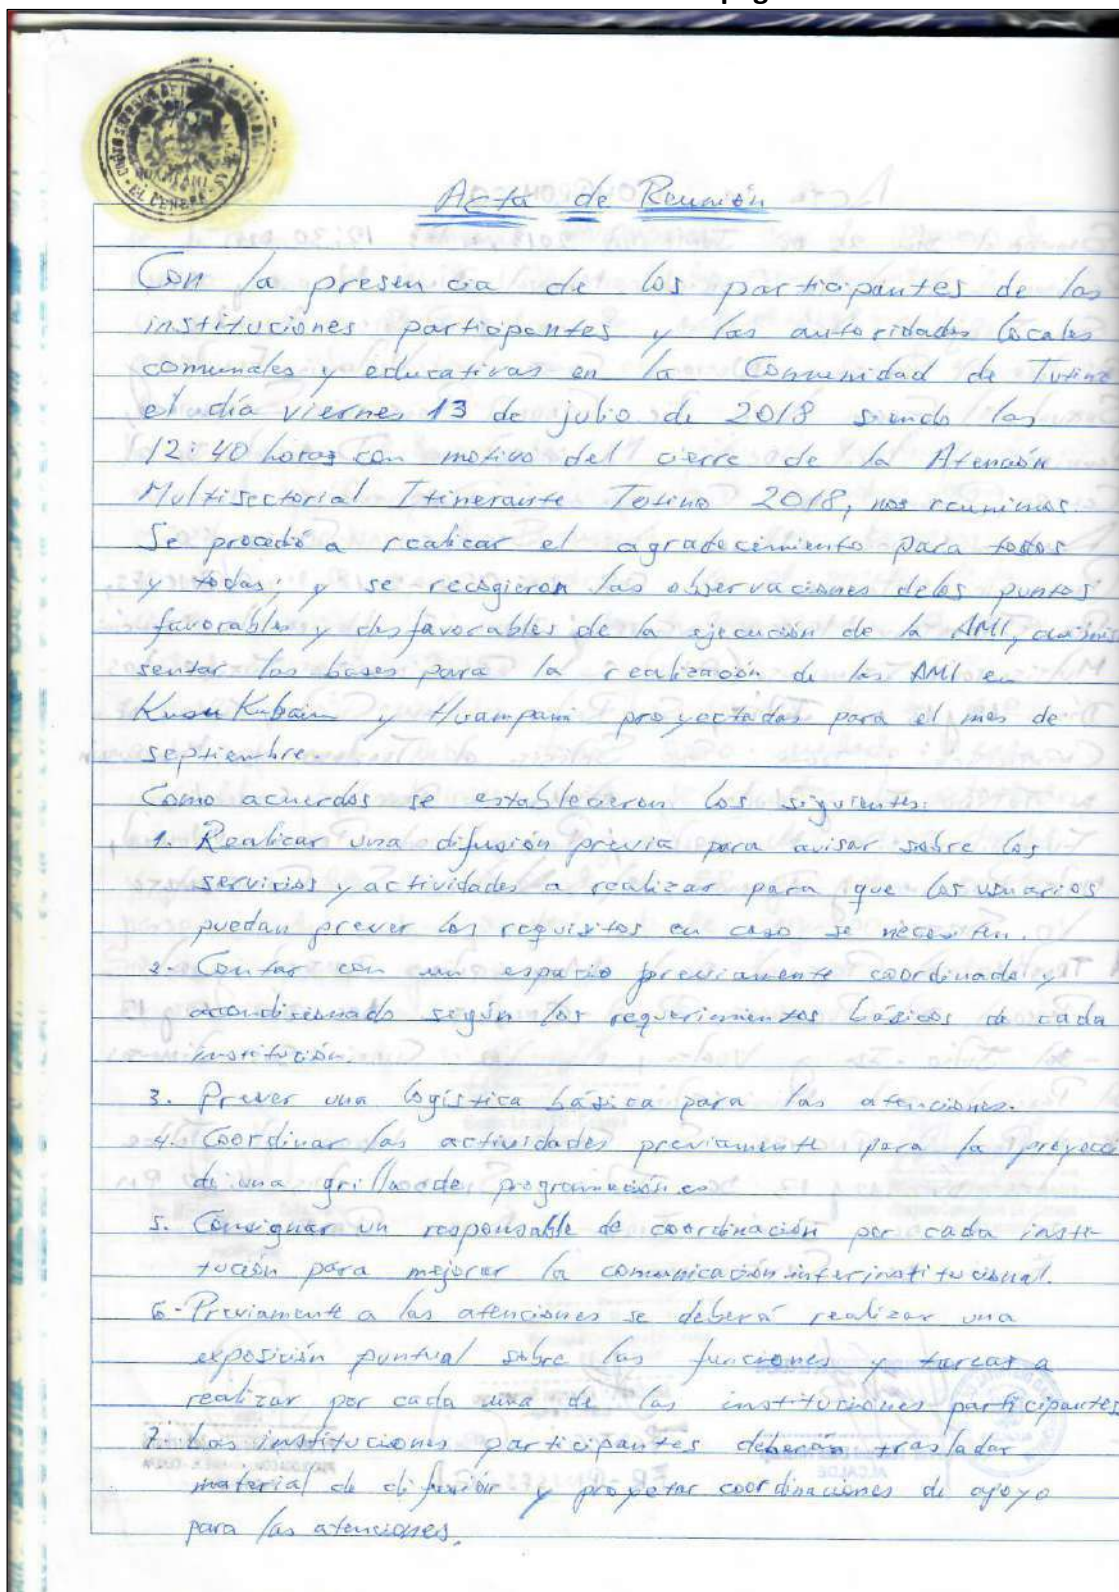 Acta de Reunión
Con la presencia de los participantes de las
instituciones participantes y las autoridades locales
comunales y educativas en la Comunidad de Tutino
el día viernes 13 de julio de 2018 siendo las
12:40 horas con motivo del cierre de la Atención
Multisectorial Itinerante Tutino 2018, nos reunimos.
Se procedió a realizar el agradecimiento para todos
y todas; y se recogieron las observaciones de los puntos
favorables y desfavorables de la ejecución de la AMI,
sentar las bases para la realización de las AMI en
Kusu Kubaim y Huampami proyectadas para el mes de
septiembre.
Como acuerdos se establecieron los siguientes:
1. Realizar una difusión previa para avisar sobre los
servicios y actividades a realizar para que los usuarios
puedan prever los requisitos en caso se necesiten.
2- Contar con un espacio previamente coordinado y
acondicionado según los requerimientos básicos de cada
institución.
3. Prever una logística básica para las atenciones.
4. Coordinar las actividades previamente para la
de una grilla de programación
5. Consignar un responsable de coordinación por cada insti-
tución para mejorar la comunicación interinstitucional.
6-Previamente a las atenciones se deberá realizar una
exposición puntual sobre las funciones y tareas a
realizar por cada una de las instituciones participantes
7. Las instituciones participantes deberán trasladar
material de difusión y proyectar coordinaciones de apoyo
para las atenciones.